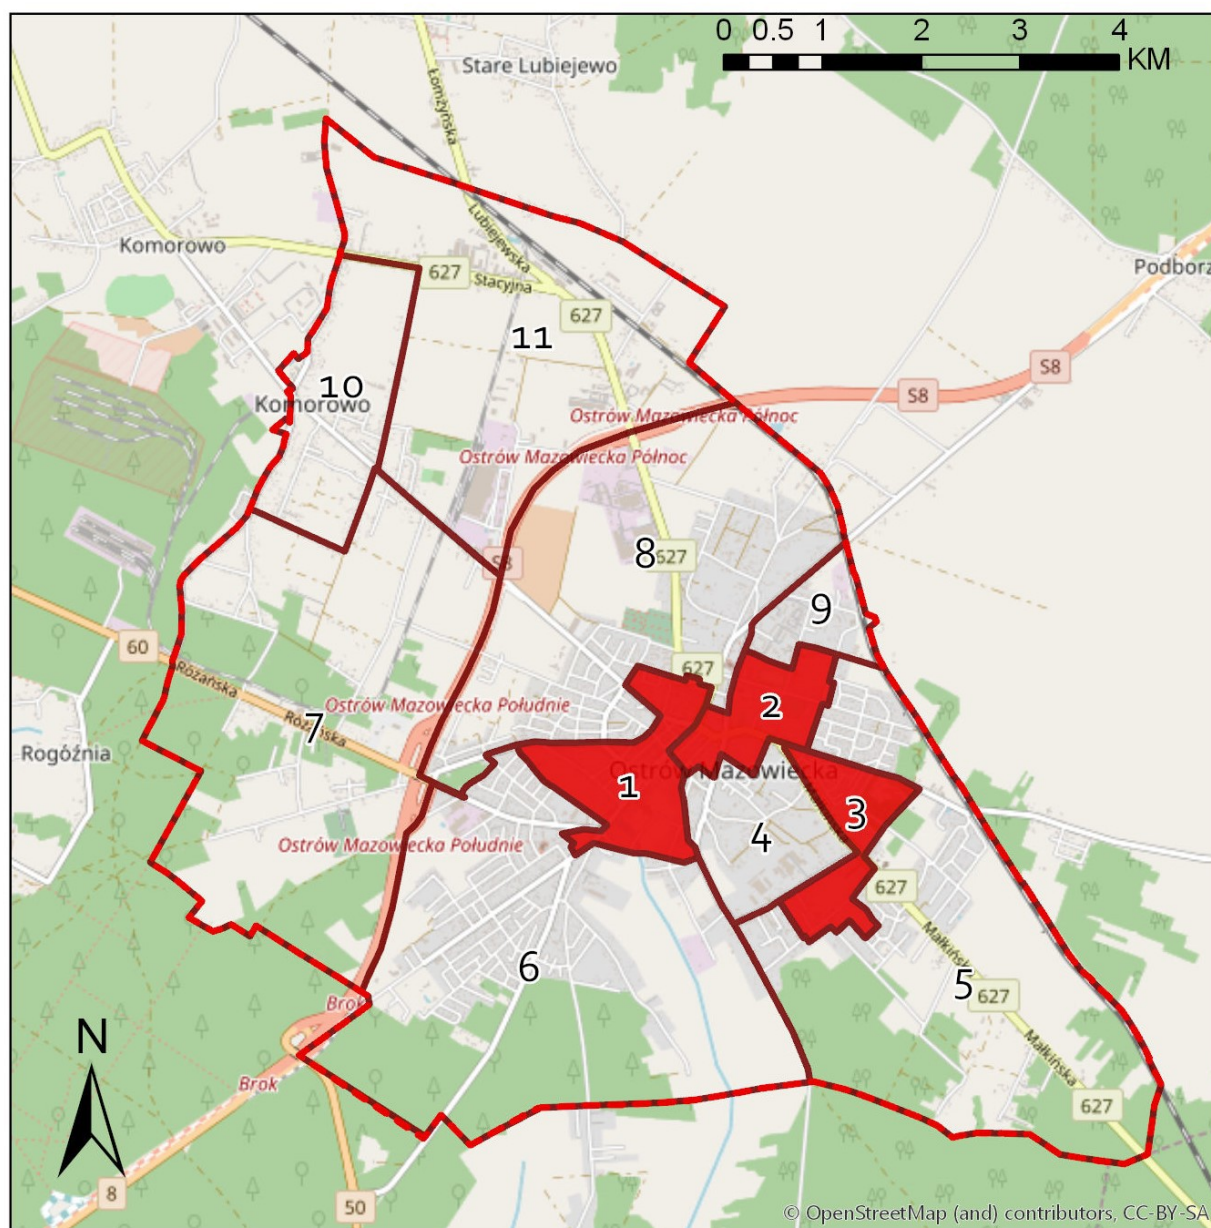 0 0.5 1 2 3 4
KM
Stare Lubiejewo
Łomżyńska
Lubiejewska
Komorowo
627
Stacyjna
627
Podborz
11
S8
S8
10
Komorowo
Ostrów Mazowiecka Północ
Ostrów Mazowiecka Północ
8
627
S8
9
60
Różańska
627
Ostrów Mazowiecka Południe
2
7
Różańska
Rogóźnia
Ostrów Mazowiecka
1
3
4
Ostrów Mazowiecka Południe
627
Małkińska
6
5
627
Brok
N
Małkińska
Brok
627
8
50
© OpenStreetMap (and) contributors, CC-BY-SA